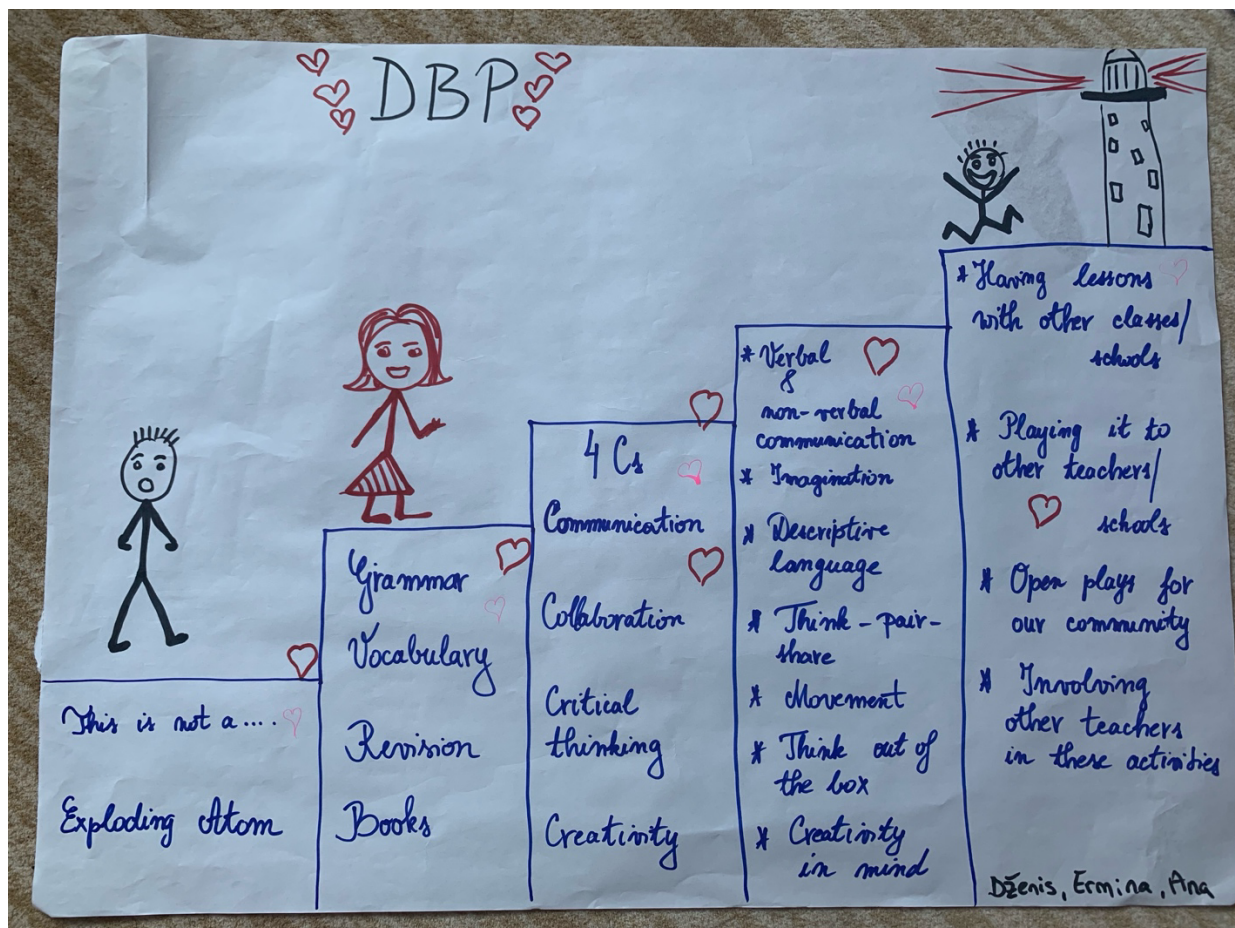 DBP
This is not a ....
Exploding Atom
Grammar
Vocabulary
Revision
Books
4 Cs
Communication
Collaboration
Critical
thinking
Creativity
* Verbal
&
non-verbal
communication
* Imagination
* Descriptive
language
* Think-pair-
share
* Movement
* Think out of
the box
* Creativity
in mind
* Having lessons
with other classes/
schools
* Playing it to
other teachers/
schools
* Open plays for
our community
* Involving
other teachers
in these activities
Dženis, Ermina, Ana